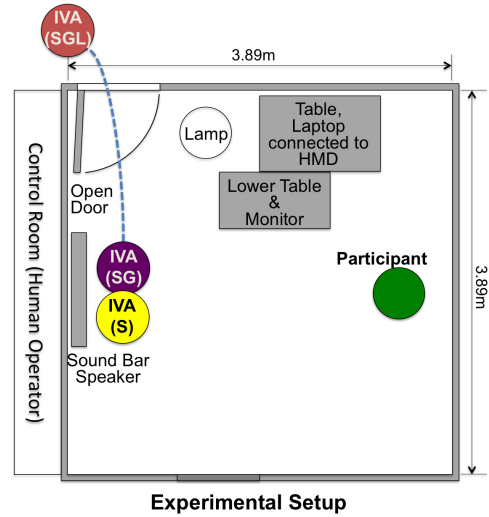 IVA
(SGL)
3.89m
Table,
Laptop
connected to
HMD
Lamp
Lower Table
&
Monitor
Open
Door
Control Room (Human Operator)
IVA
(SG)
IVA
(S)
Participant
3.89m
Sound Bar
Speaker
Experimental Setup